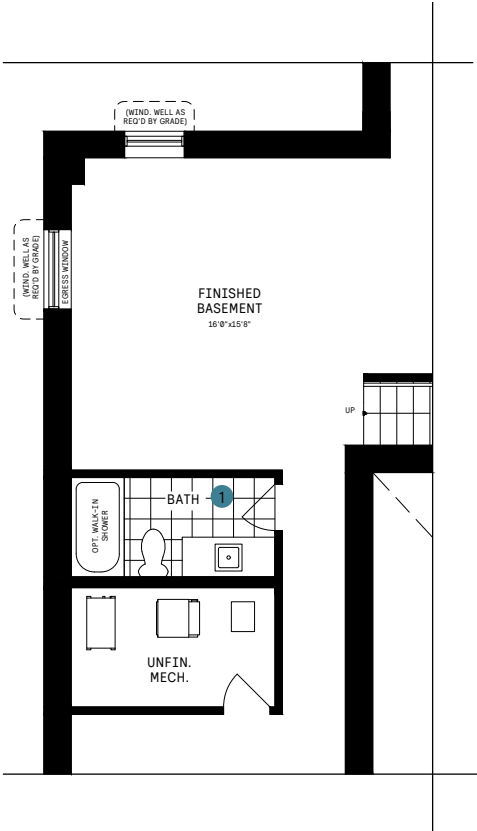 (WIND. WELL AS
REQ'D BY GRADE)
(WIND. WELL AS
REQ'D BY GRADE)
EGRESS WINDOW
FINISHED
BASEMENT
16'0"x15'8"
UP
BATH
1
OPT. WALK-IN
SHOWER
UNFIN.
MECH.